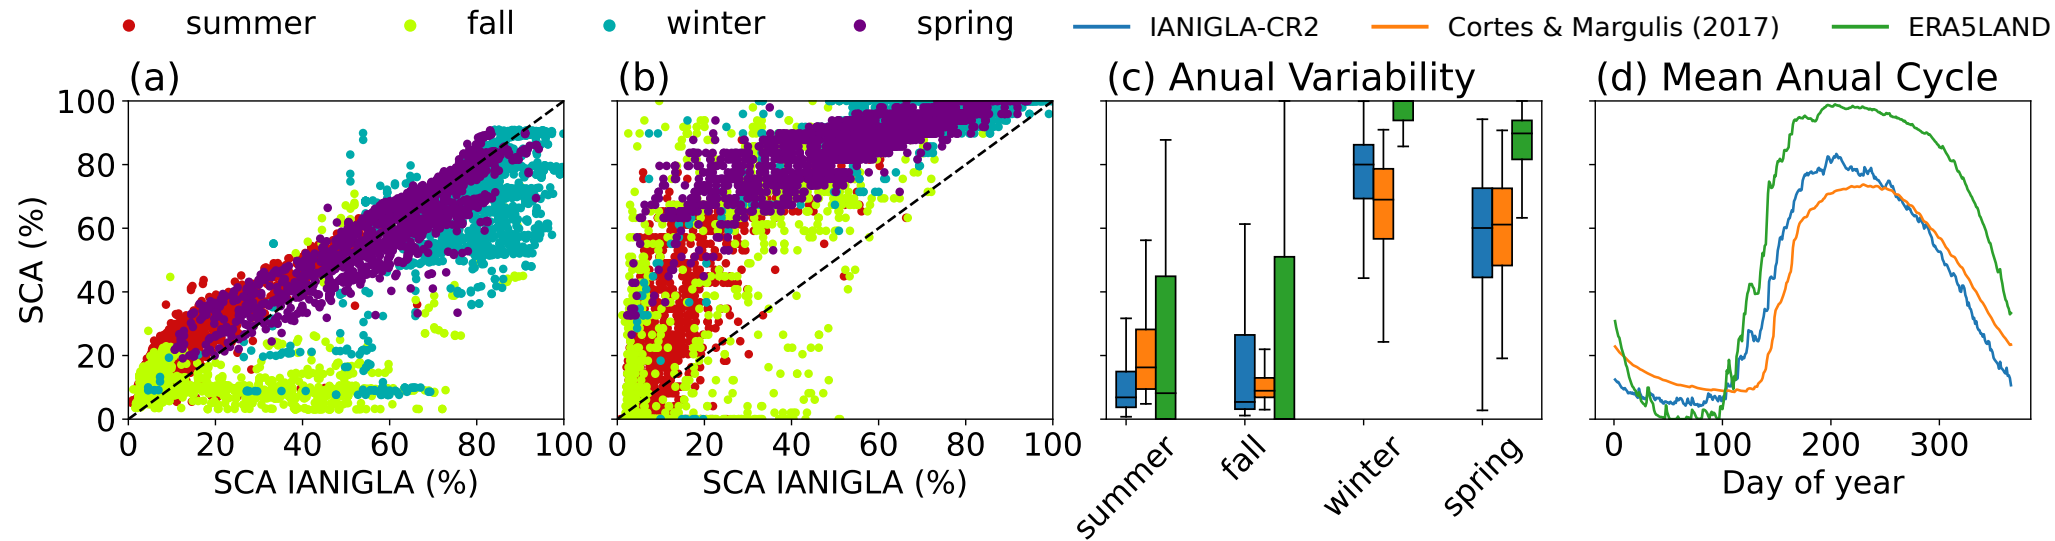 summer fall winter spring IANIGLA-CR2 Cortes & Margulis (2017) ERA5LAND
(a) (b) (c) Anual Variability (d) Mean Anual Cycle
100
80
60
40
20
0
SCA (%)
0 20 40 60 80 100 0 20 40 60 80 100 summer fall winter spring 0 100 200 300
SCA IANIGLA (%) SCA IANIGLA (%) Day of year